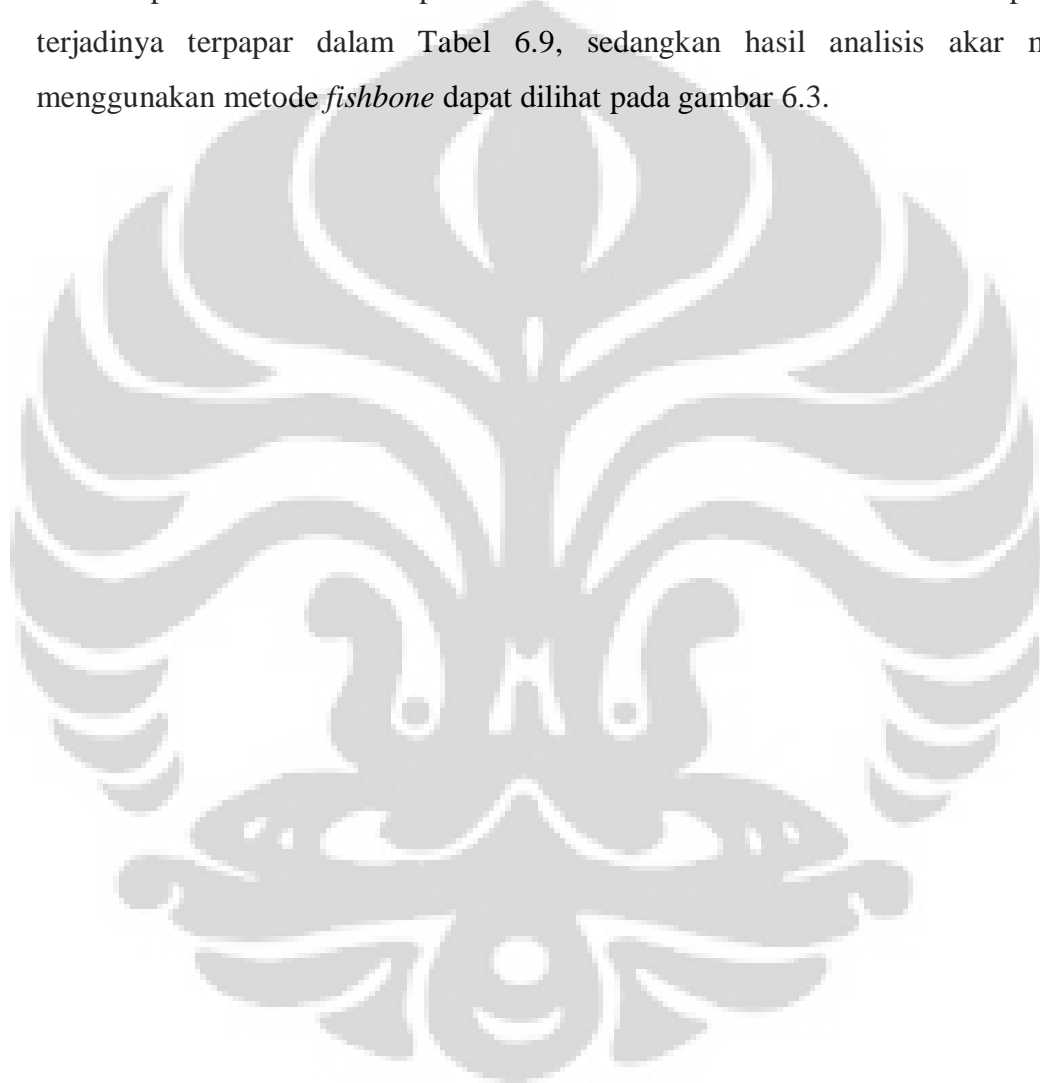 terjadinya terpapar dalam Tabel 6.9, sedangkan hasil analisis akar
menggunakan metode fishbone dapat dilihat pada gambar 6.3.